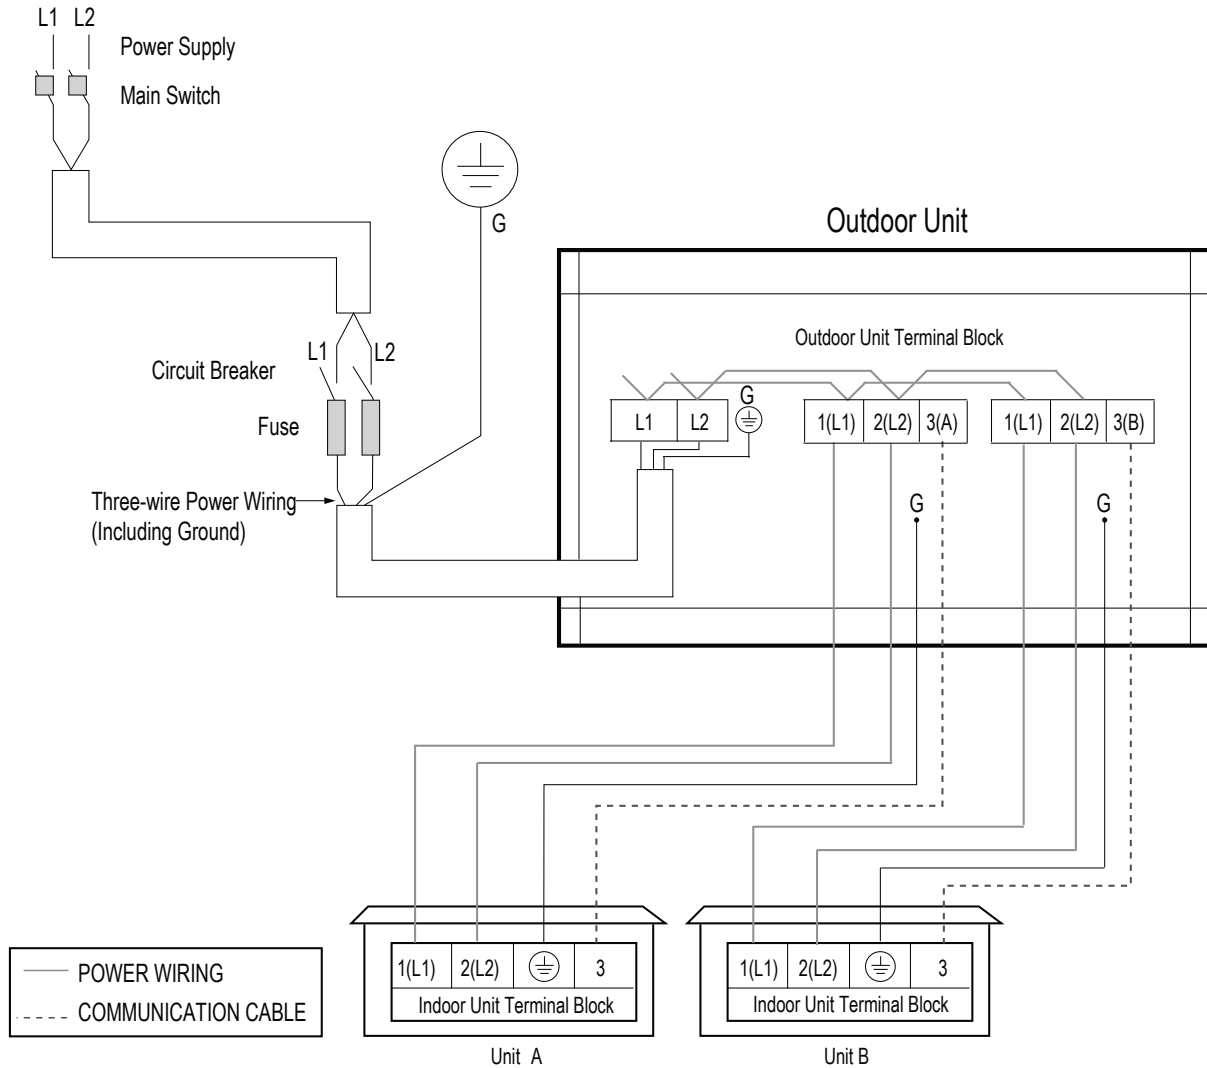 L1 L2
Power Supply
Main Switch
G
Outdoor Unit
Outdoor Unit Terminal Block
L1 L2
Circuit Breaker
Fuse
L1 L2 G
1(L1) 2(L2) 3(A)
1(L1) 2(L2) 3(B)
Three-wire Power Wiring
(Including Ground)
G
G
1(L1) 2(L2) 3
Indoor Unit Terminal Block
Unit A
1(L1) 2(L2) 3
Indoor Unit Terminal Block
Unit B
POWER WIRING
COMMUNICATION CABLE